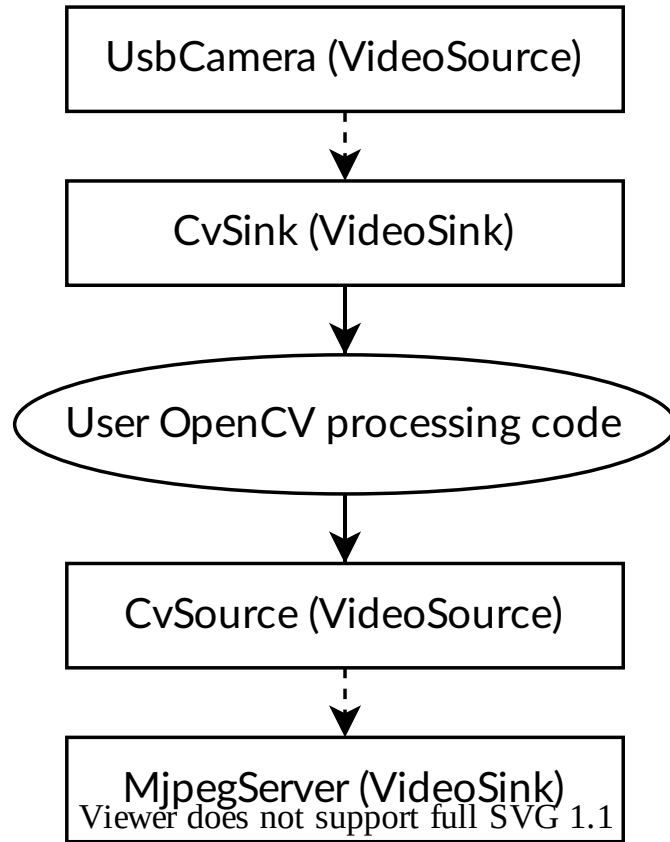 UsbCamera (VideoSource)
CvSink (VideoSink)
User OpenCV processing code
CvSource (VideoSource)
MjpegServer (VideoSink)
Viewer does not support full SVG 1.1